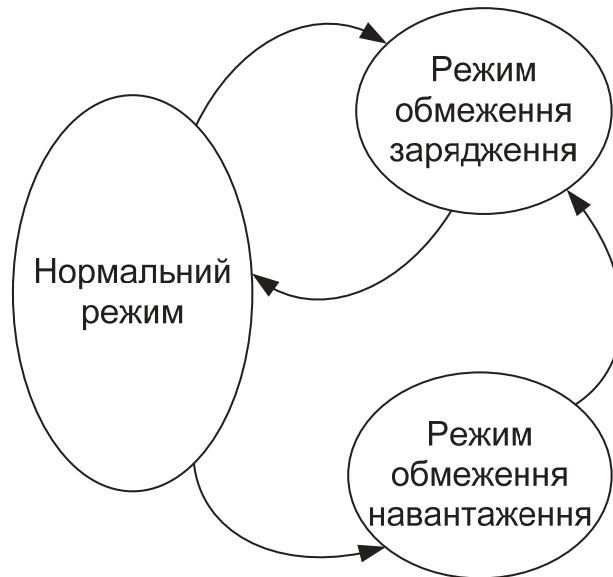 Режим
обмеження
зарядження
Нормальний
режим
Режим
обмеження
навантаження